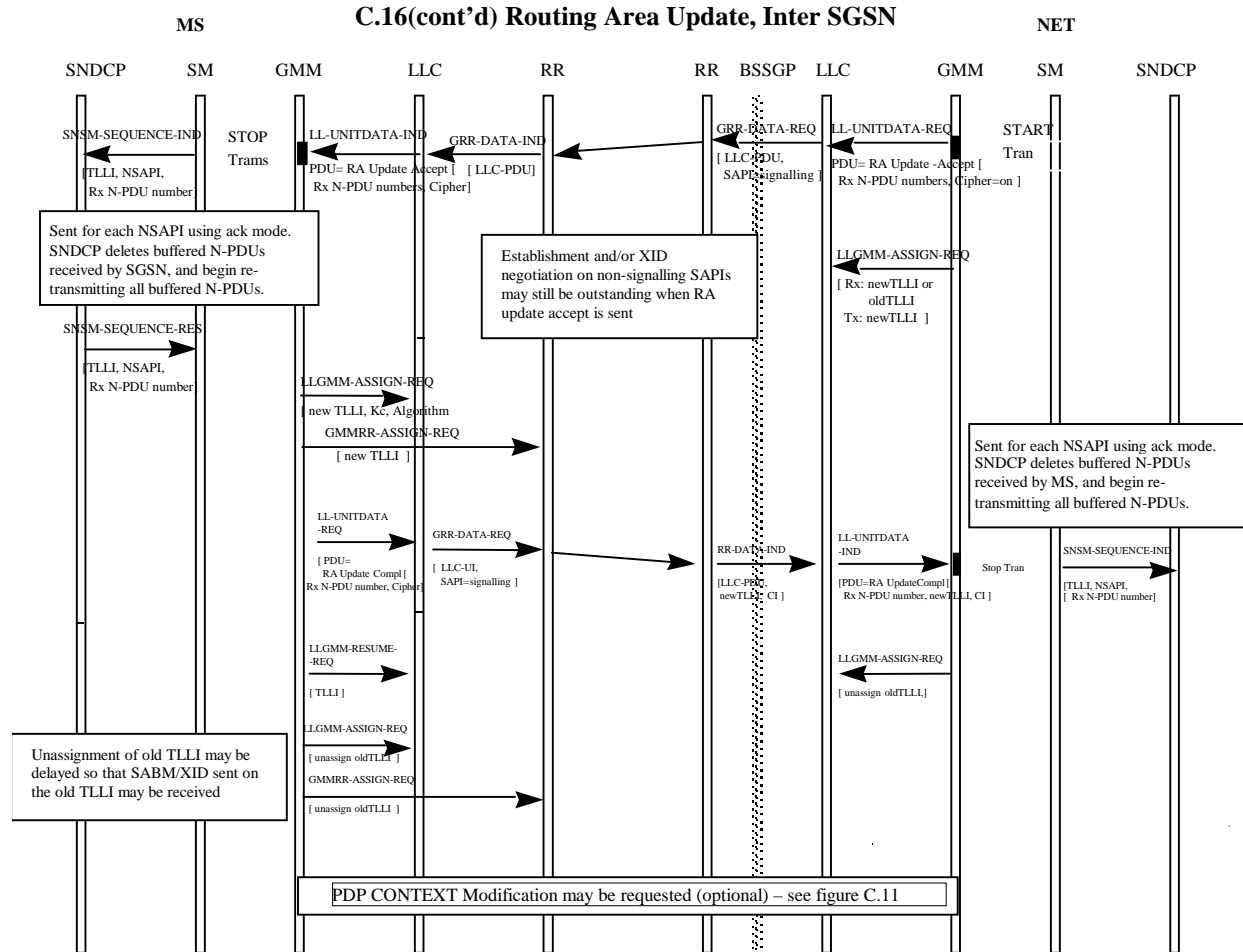 C.16(cont’d) Routing Area Update, Inter SGSN
MS
NET
SNDCP
SM
GMM
LLC
RR
RR
BSSGP
LLC
GMM
SM
SNDCP
SNSM-SEQUENCE-IND
[TLLI, NSAPI,
Rx N-PDU number]
STOP
Trams
LL-UNITDATA-IND
PDU= RA Update Accept [
Rx N-PDU numbers, Cipher]
GRR-DATA-IND
[ LLC-PDU]
GRR-DATA-REQ
[ LLC-PDU,
SAPI=signalling ]
LL-UNITDATA-REQ
PDU= RA Update -Accept [
Rx N-PDU numbers, Cipher=on ]
START
Tran
Sent for each NSAPI using ack mode.
SNDCP deletes buffered N-PDUs
received by SGSN, and begin re-
transmitting all buffered N-PDUs.
Establishment and/or XID
negotiation on non-signalling SAPIs
may still be outstanding when RA
update accept is sent
LLGMM-ASSIGN-REQ
[ Rx: newTLLI or
oldTLLI
Tx: newTLLI ]
SNSM-SEQUENCE-RES
[TLLI, NSAPI,
Rx N-PDU number]
LLGMM-ASSIGN-REQ
[ new TLLI, Kc, Algorithm
GMMRR-ASSIGN-REQ
[ new TLLI ]
Sent for each NSAPI using ack mode.
SNDCP deletes buffered N-PDUs
received by MS, and begin re-
transmitting all buffered N-PDUs.
LL-UNITDATA
-REQ
[ PDU=
RA Update Compl [
Rx N-PDU number, Cipher]
GRR-DATA-REQ
[ LLC-UI,
SAPI=signalling ]
RR-DATA-IND
[LLC-PDU,
newTLLI, CI ]
LL-UNITDATA
-IND
[PDU=RA UpdateCompl [
Rx N-PDU number, newTLLI, CI ]
Stop Tran
SNSM-SEQUENCE-IND
[TLLI, NSAPI,
[ Rx N-PDU number]
LLGMM-RESUME-
-REQ
[ TLLI ]
LLGMM-ASSIGN-REQ
[ unassign oldTLLI,]
LLGMM-ASSIGN-REQ
[ unassign oldTLLI ]
GMMRR-ASSIGN-REQ
[ unassign oldTLLI ]
Unassignment of old TLLI may be
delayed so that SABM/XID sent on
the old TLLI may be received
PDP CONTEXT Modification may be requested (optional) – see figure C.11